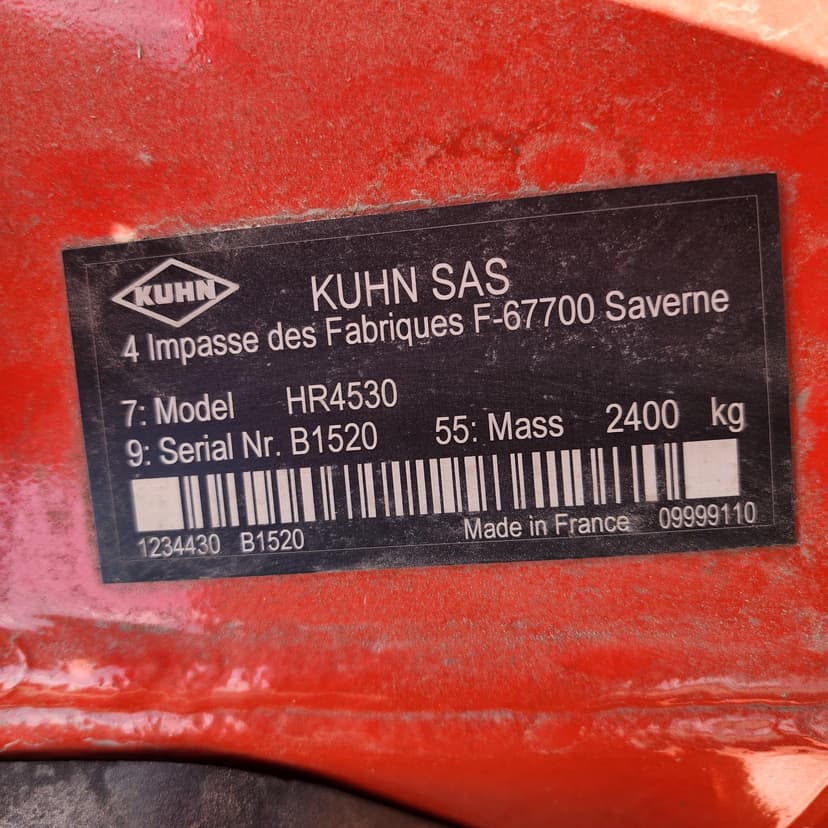 KUHN
KUHN SAS
4 Impasse des Fabriques F-67700 Saverne
7: Model HR4530
9: Serial Nr. B1520 55: Mass 2400 kg
1234430 B1520 Made in France 09999110